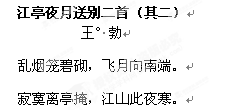 江亭夜月送别二首（其二）
王°·勃
乱烟笼碧砌，飞月向南端。
寂寞离亭掩，江山此夜寒。